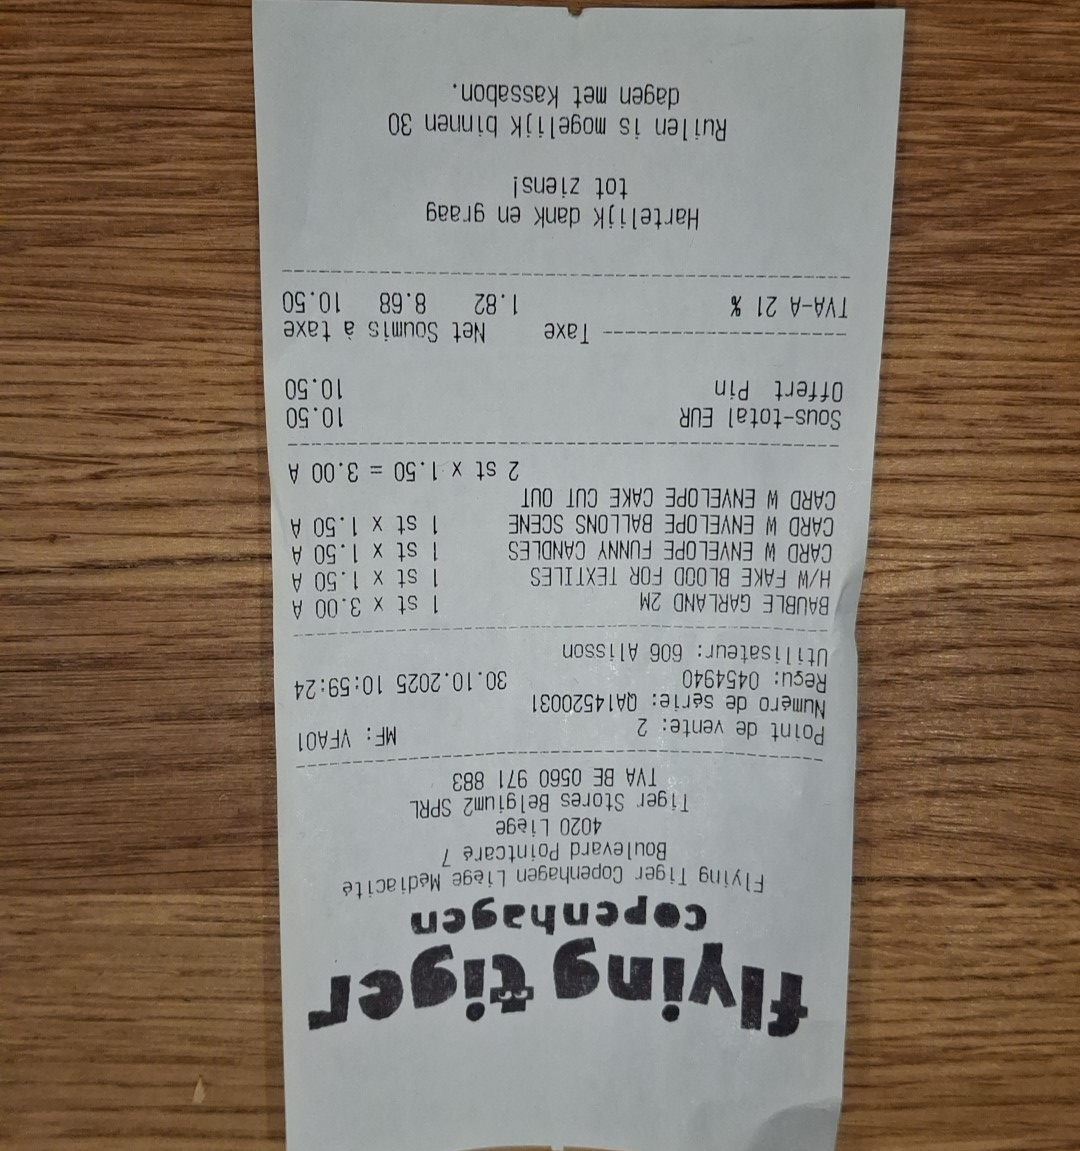 flying tiger
copenhagen
Flying Tiger Copenhagen Liège Médiacité
Boulevard Pointcaré 7
4020 Liège
Tiger Stores Belgium2 SPRL
TVA BE 0560 971 883
Point de vente: 2 MF: VFA01
Numéro de série: QA14520031
Reçu: 0454940 30.10.2025 10:59:24
Utilisateur: 606 Alisson
BAUBLE GARLAND 2M 1 st x 3.00 A
H/W FAKE BLOOD FOR TEXTILES 1 st x 1.50 A
CARD W ENVELOPE FUNNY CANDLES 1 st x 1.50 A
CARD W ENVELOPE BALLONS SCENE 1 st x 1.50 A
CARD W ENVELOPE CAKE CUT OUT
2 st x 1.50 = 3.00 A
Sous-total EUR 10.50
Offert Pin 10.50
Taxe Net Soumis à taxe
TVA-A 21 % 1.82 8.68 10.50
Hartelijk dank en graag
tot ziens!
Ruilen is mogelijk binnen 30
dagen met Kassabon.